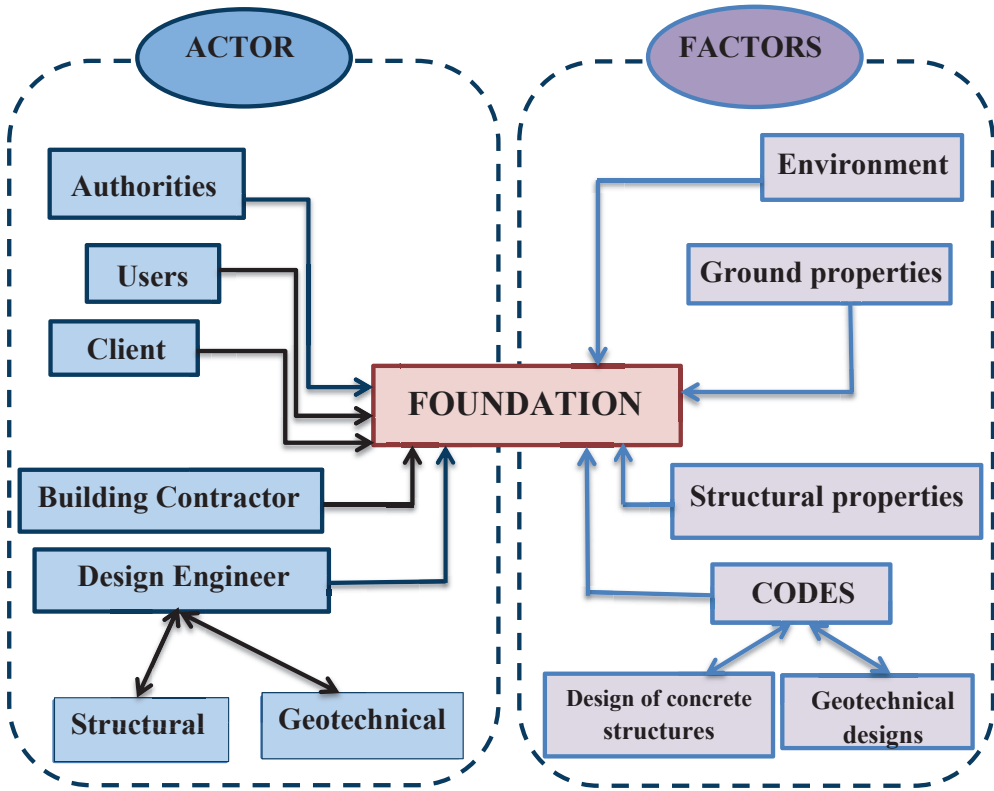 ACTOR
Authorities
Users
Client
Building Contractor
Design Engineer
Structural
Geotechnical
FOUNDATION
FACTORS
Environment
Ground properties
Structural properties
CODES
Design of concrete
structures
Geotechnical
designs